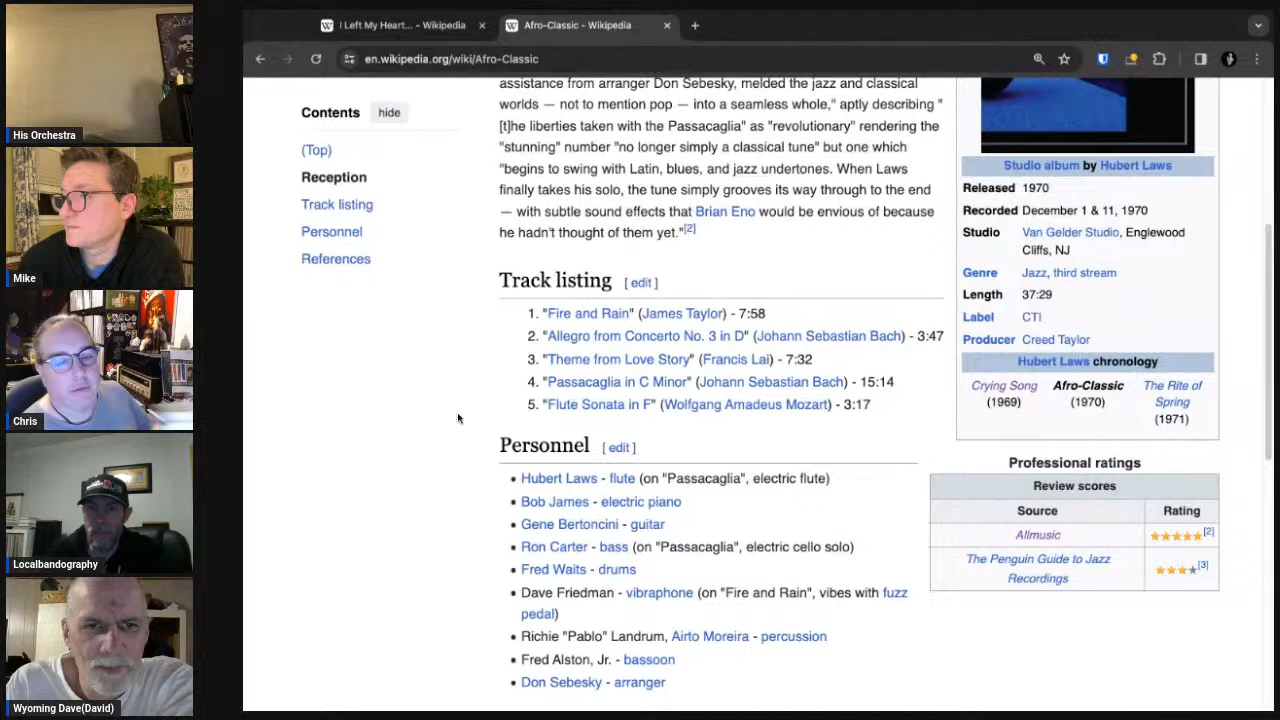 I Left My Heart... - Wikipedia
Afro-Classic - Wikipedia
en.wikipedia.org/wiki/Afro-Classic
His Orchestra
Mike
Chris
Localbandography
Wyoming Dave(David)
Contents hide
(Top)
Reception
Track listing
Personnel
References
assistance from arranger Don Sebesky, melded the jazz and classical
worlds — not to mention pop — into a seamless whole," aptly describing "
[t]he liberties taken with the Passacaglia" as "revolutionary" rendering the
"stunning" number "no longer simply a classical tune" but one which
"begins to swing with Latin, blues, and jazz undertones. When Laws
finally takes his solo, the tune simply grooves its way through to the end
— with subtle sound effects that Brian Eno would be envious of because
he hadn't thought of them yet."[2]
Track listing [ edit ]
1. "Fire and Rain" (James Taylor) - 7:58
2. "Allegro from Concerto No. 3 in D" (Johann Sebastian Bach) - 3:47
3. "Theme from Love Story" (Francis Lai) - 7:32
4. "Passacaglia in C Minor" (Johann Sebastian Bach) - 15:14
5. "Flute Sonata in F" (Wolfgang Amadeus Mozart) - 3:17
Personnel [ edit ]
• Hubert Laws - flute (on "Passacaglia", electric flute)
• Bob James - electric piano
• Gene Bertoncini - guitar
• Ron Carter - bass (on "Passacaglia", electric cello solo)
• Fred Waits - drums
• Dave Friedman - vibraphone (on "Fire and Rain", vibes with fuzz
pedal)
• Richie "Pablo" Landrum, Airto Moreira - percussion
• Fred Alston, Jr. - bassoon
• Don Sebesky - arranger
Studio album by Hubert Laws
Released 1970
Recorded December 1 & 11, 1970
Studio Van Gelder Studio, Englewood
Cliffs, NJ
Genre Jazz, third stream
Length 37:29
Label CTI
Producer Creed Taylor
Hubert Laws chronology
Crying Song Afro-Classic The Rite of
(1969) (1970) Spring
(1971)
Professional ratings
Review scores
Source Rating
Allmusic ★★★★★[2]
The Penguin Guide to Jazz
Recordings ★★★★[3]